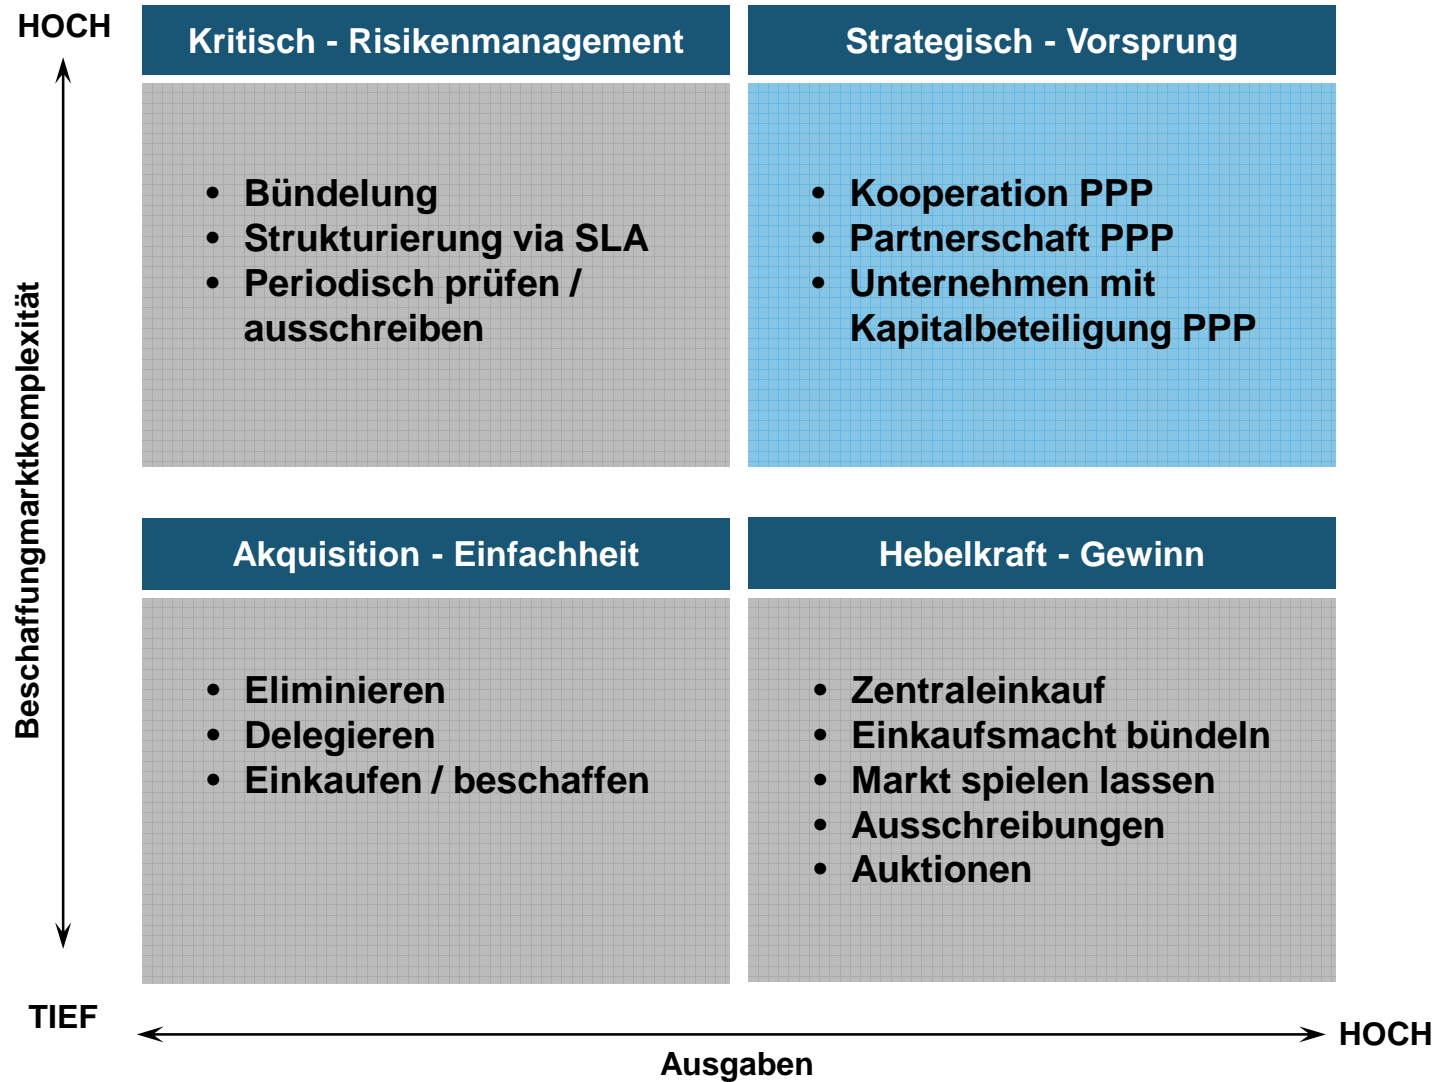 HOCH
Kritisch - Risikenmanagement
Strategisch - Vorsprung
• Bündelung
• Strukturierung via SLA
• Periodisch prüfen /
ausschreiben
• Kooperation PPP
• Partnerschaft PPP
• Unternehmen mit
Kapitalbeteiligung PPP
Beschaffungmarktkomplexität
Akquisition - Einfachheit
Hebelkraft - Gewinn
• Eliminieren
• Delegieren
• Einkaufen / beschaffen
• Zentraleinkauf
• Einkaufsmacht bündeln
• Markt spielen lassen
• Ausschreibungen
• Auktionen
TIEF
HOCH
Ausgaben